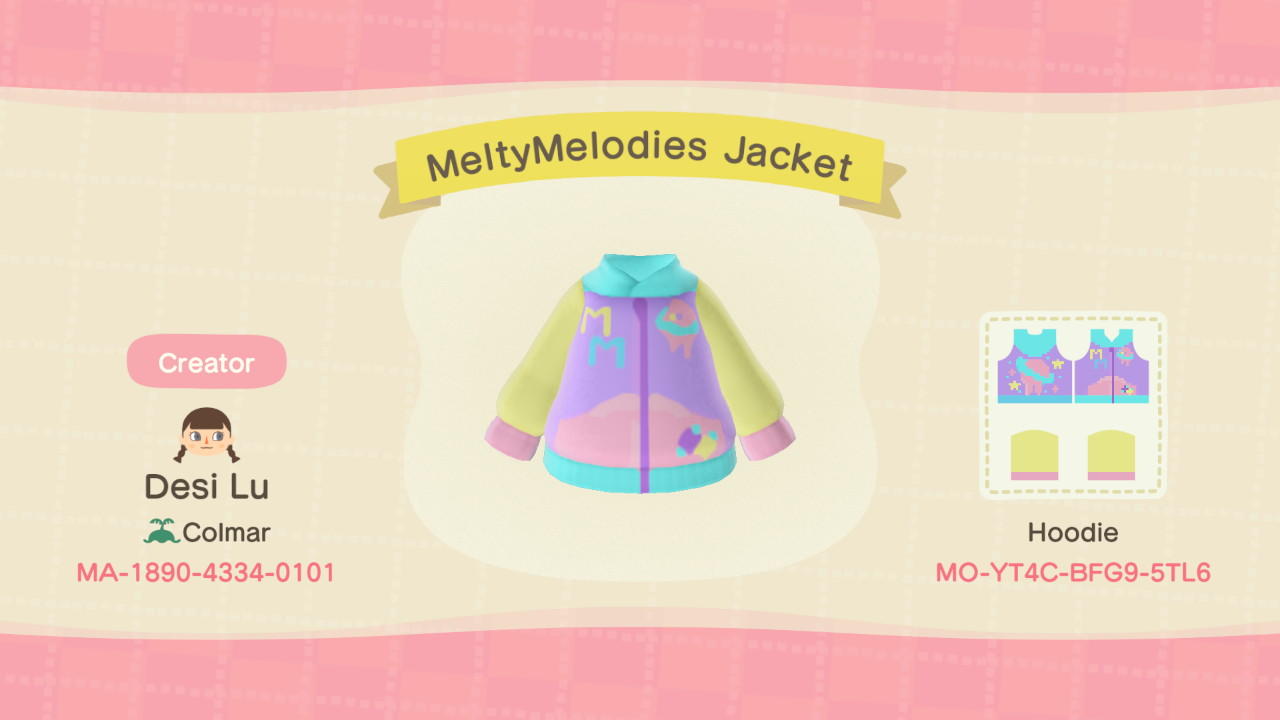 MeltyMelodies Jacket
M
M
Creator
Desi Lu
Colmar
MA-1890-4334-0101
Hoodie
MO-YT4C-BFG9-5TL6